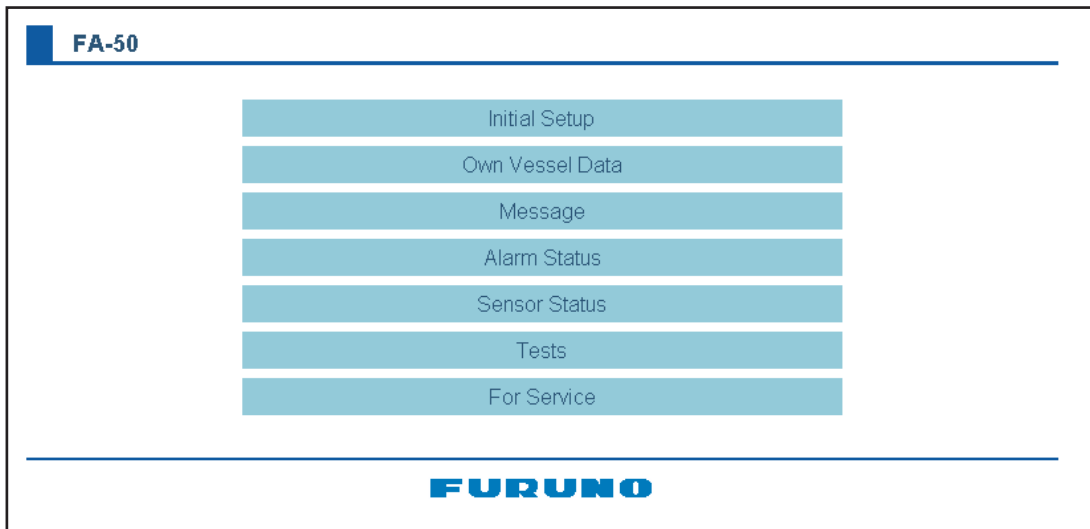 FA-50
Initial Setup
Own Vessel Data
Message
Alarm Status
Sensor Status
Tests
For Service
FURUNO